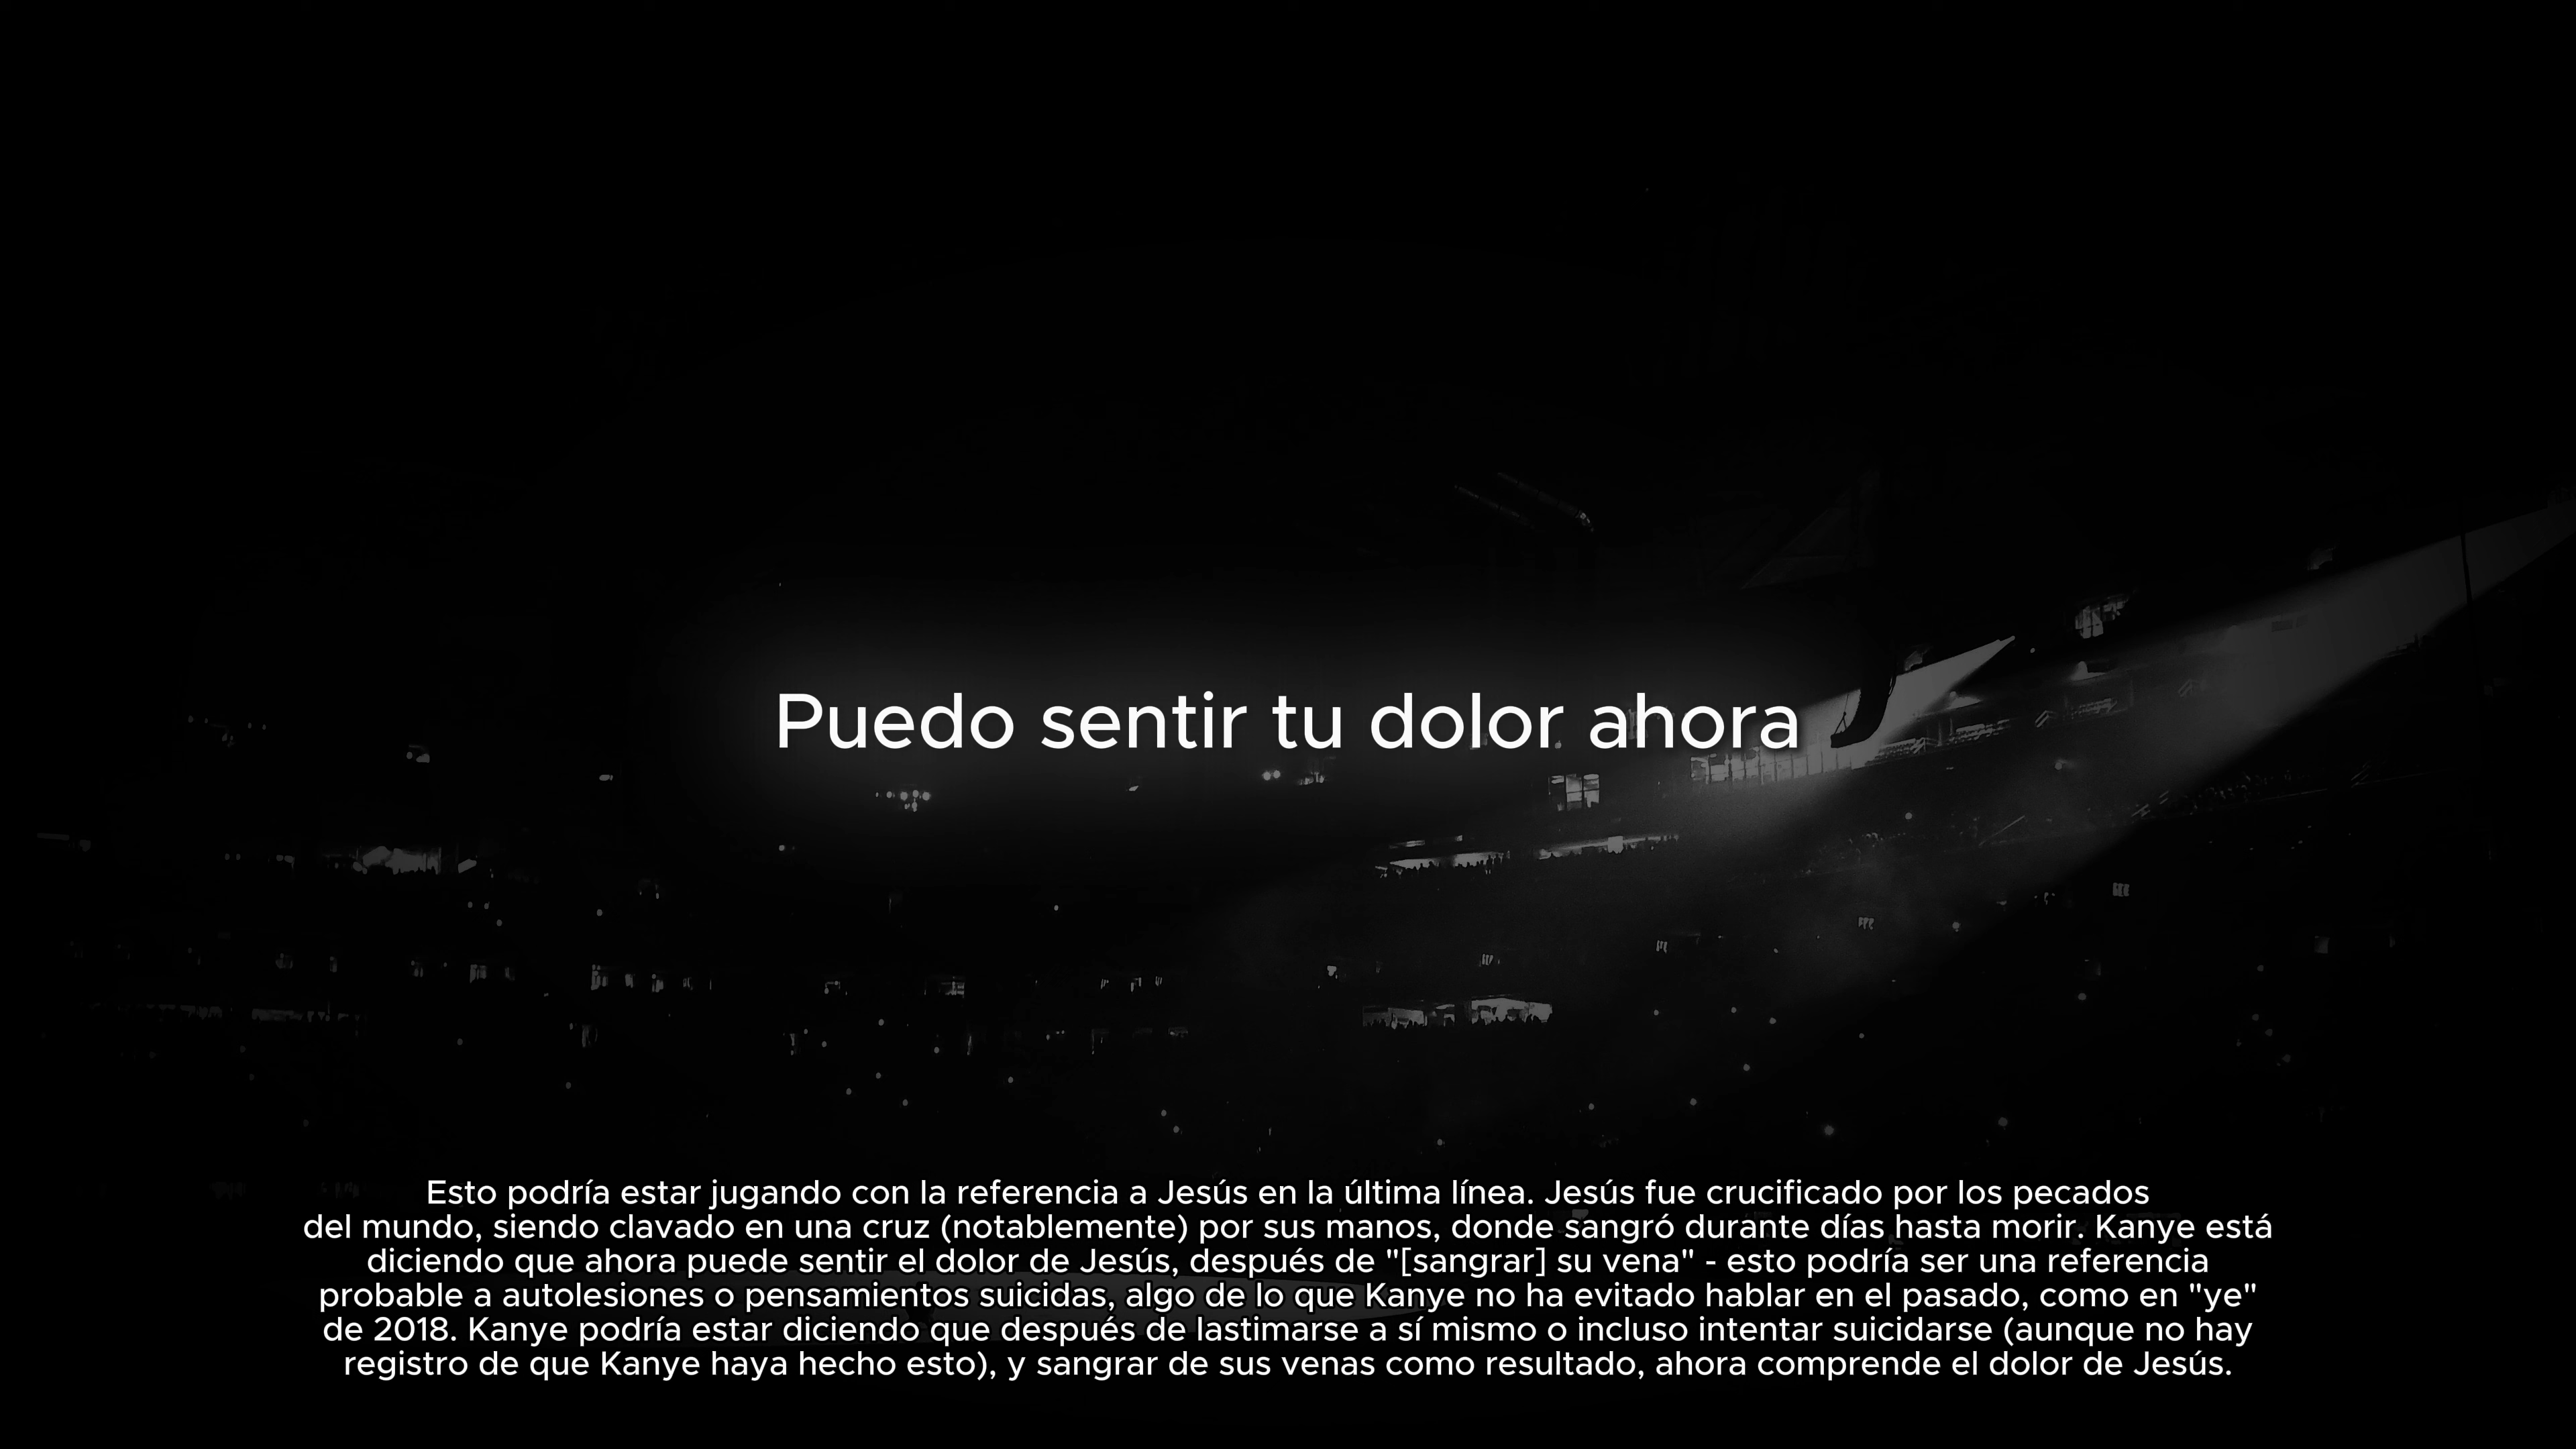 Puedo sentir tu dolor ahora
Esto podría estar jugando con la referencia a Jesús en la última línea. Jesús fue crucificado por los pecados
del mundo, siendo clavado en una cruz (notablemente) por sus manos, donde sangró durante días hasta morir. Kanye está
diciendo que ahora puede sentir el dolor de Jesús, después de "[sangrar] su vena" - esto podría ser una referencia
probable a autolesiones o pensamientos suicidas, algo de lo que Kanye no ha evitado hablar en el pasado, como en "ye"
de 2018. Kanye podría estar diciendo que después de lastimarse a sí mismo o incluso intentar suicidarse (aunque no hay
registro de que Kanye haya hecho esto), y sangrar de sus venas como resultado, ahora comprende el dolor de Jesús.